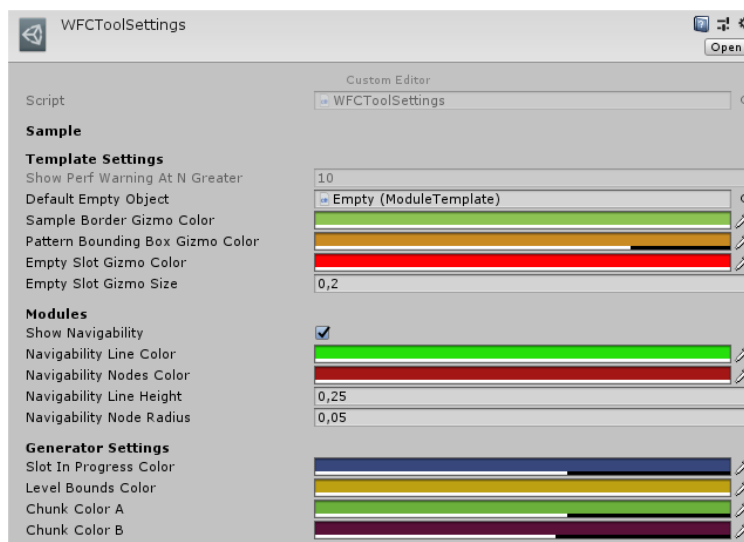 WFCToolSettings
Open
Custom Editor
Script WFCToolSettings
Sample
Template Settings
Show Perf Warning At N Greater 10
Default Empty Object Empty (ModuleTemplate)
Sample Border Gizmo Color
Pattern Bounding Box Gizmo Color
Empty Slot Gizmo Color
Empty Slot Gizmo Size 0,2
Modules
Show Navigability
Navigability Line Color
Navigability Nodes Color
Navigability Line Height 0,25
Navigability Node Radius 0,05
Generator Settings
Slot In Progress Color
Level Bounds Color
Chunk Color A
Chunk Color B